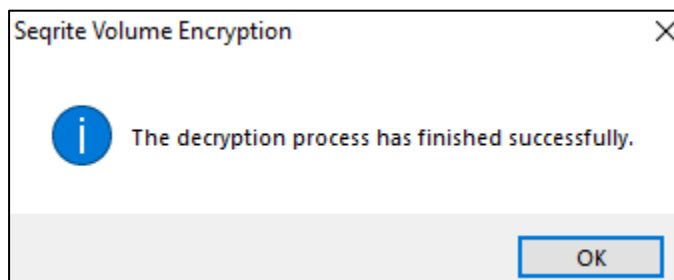 Seqrite Volume Encryption
The decryption process has finished successfully.
OK